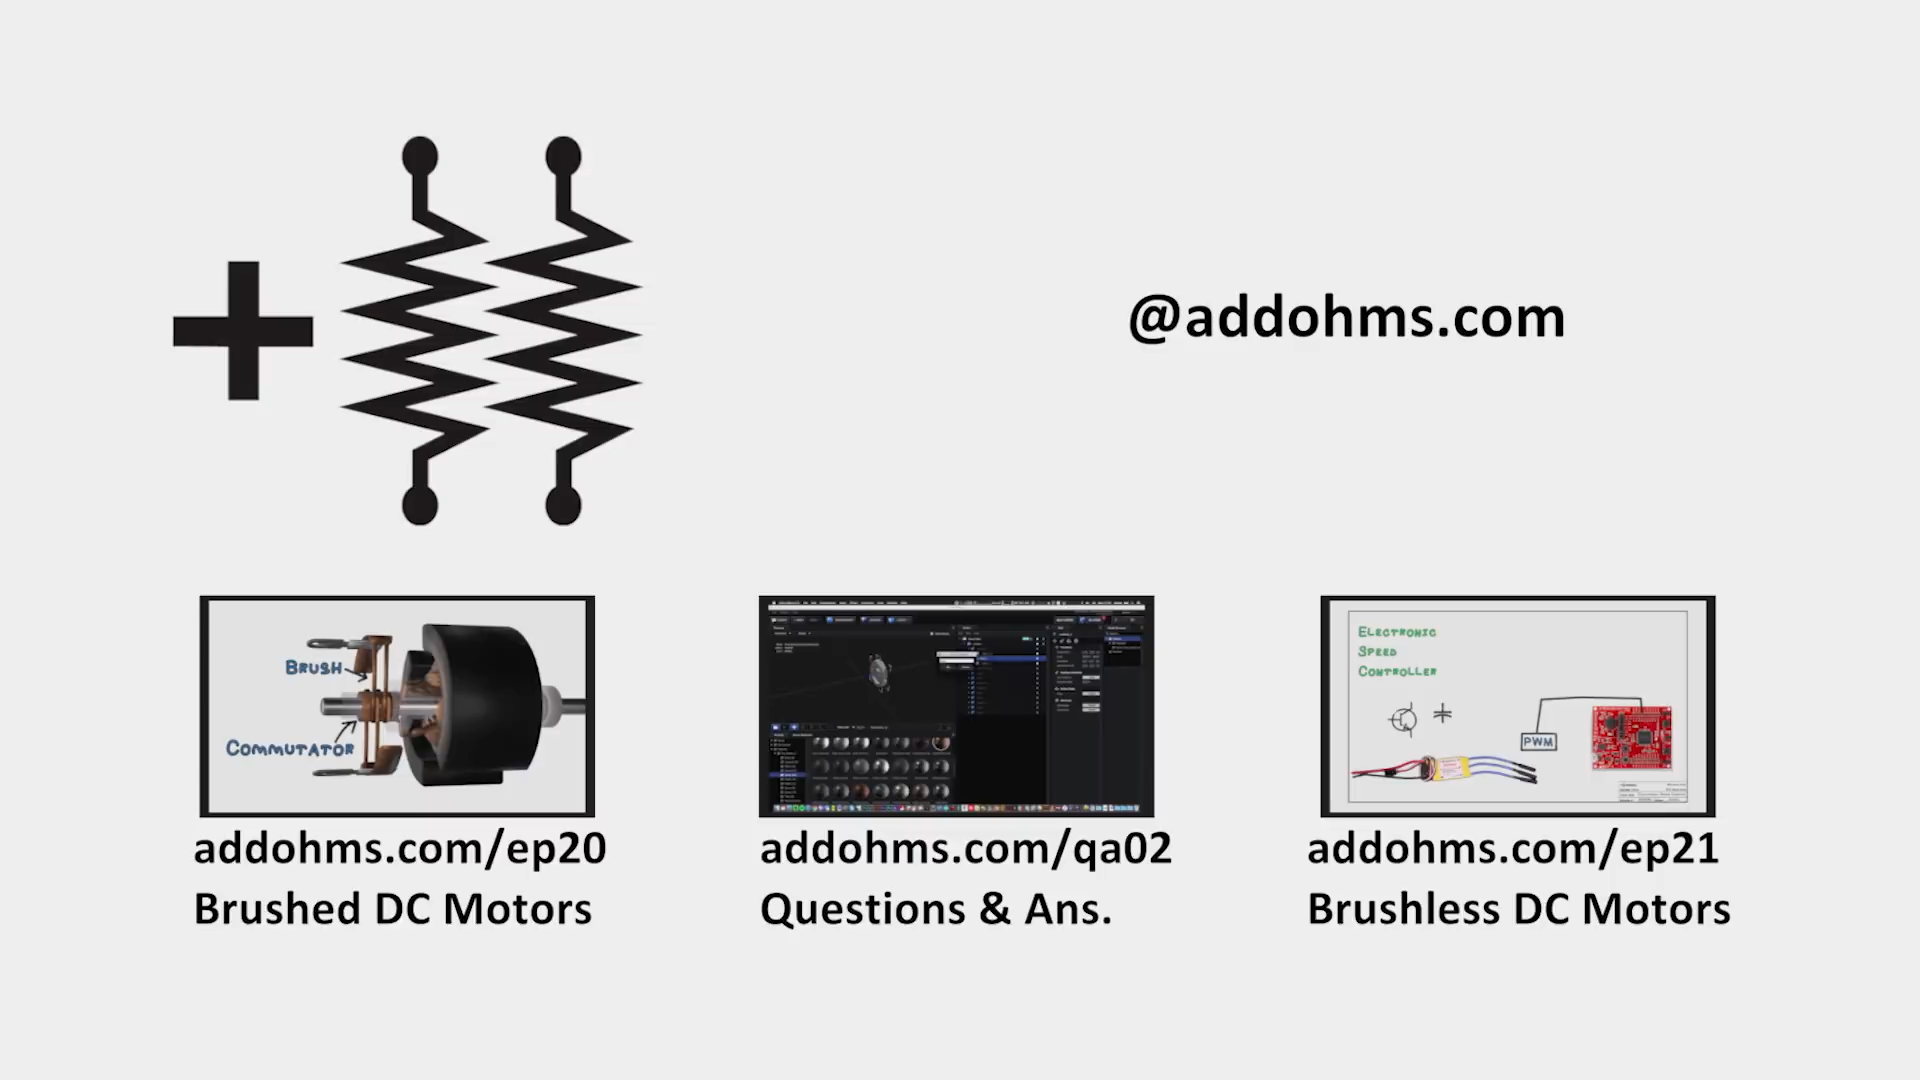 @addohms.com
BRUSH
COMMUTATOR
addohms.com/ep20
Brushed DC Motors
addohms.com/qa02
Questions & Ans.
ELECTRONIC
SPEED
CONTROLLER
PWM
addohms.com/ep21
Brushless DC Motors